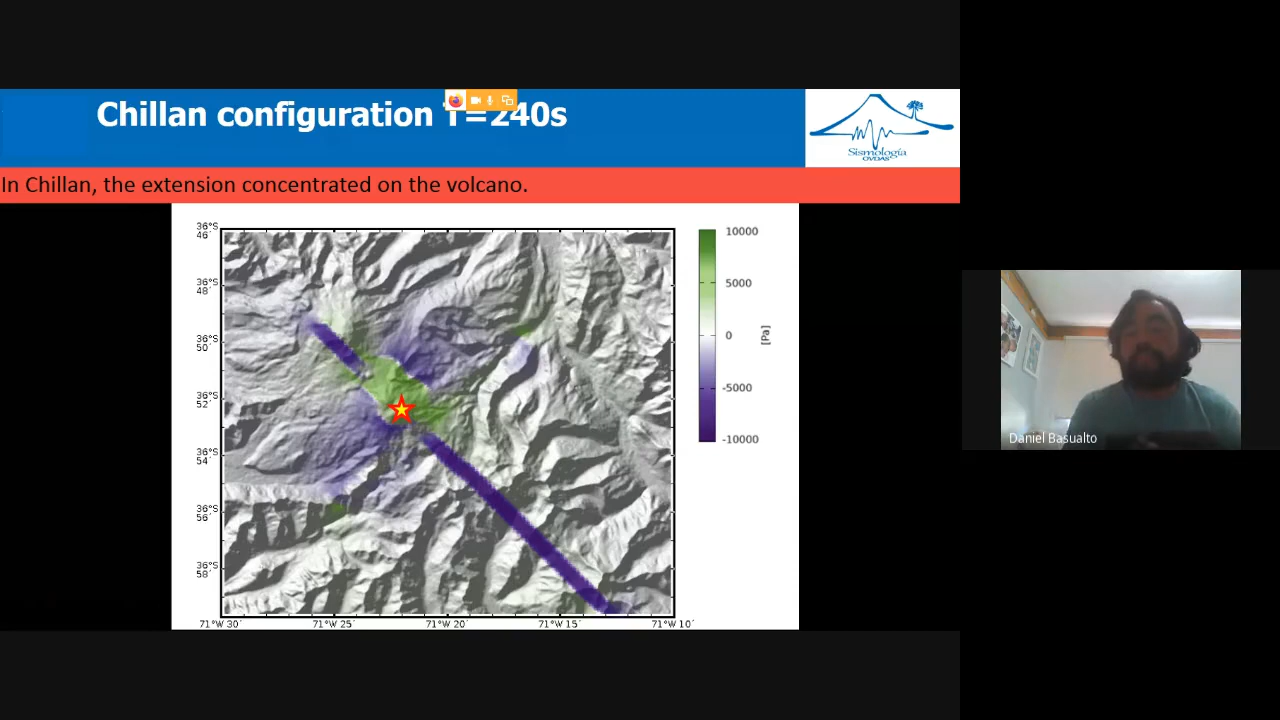 Chillan configuration T=240s
Sismología
OVDAS
In Chillan, the extension concentrated on the volcano.
36°S
46´
36°S
48´
36°S
50´
36°S
52´
36°S
54´
36°S
56´
36°S
58´
71°W 30´
71°W 25´
71°W 20´
71°W 15´
71°W 10´
10000
5000
0
-5000
-10000
[Pa]
Daniel Basualto